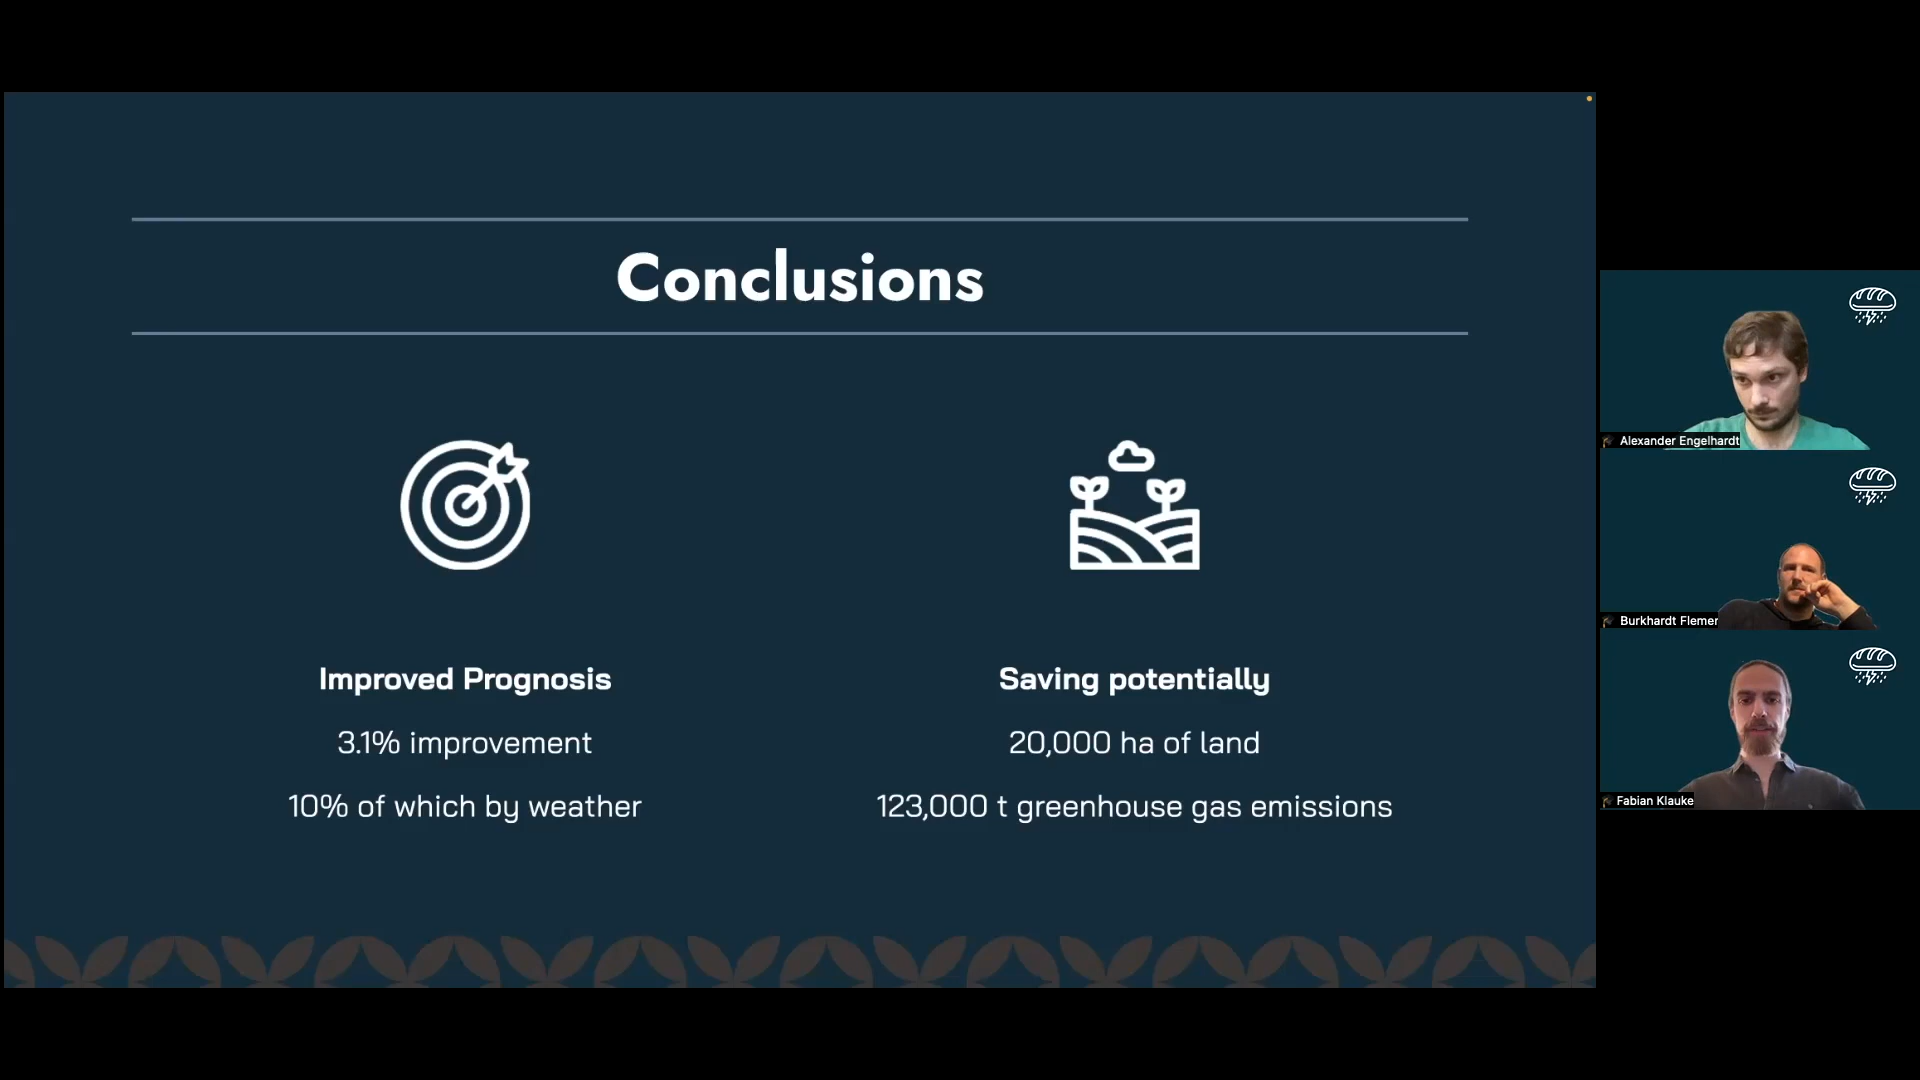 Conclusions
Improved Prognosis
3.1% improvement
10% of which by weather
Saving potentially
20,000 ha of land
123,000 t greenhouse gas emissions
Alexander Engelhardt
Burkhardt Flemer
Fabian Klauke